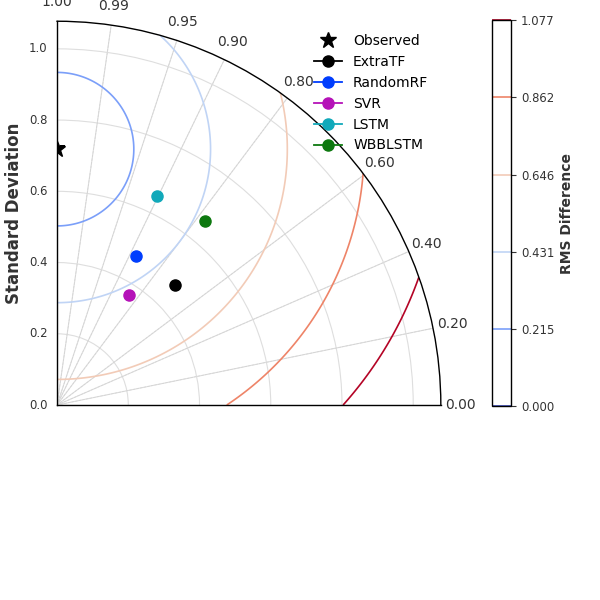 1.00
0.99
0.95
0.90
0.80
0.60
0.40
0.20
0.00
1.0
0.8
0.6
0.4
0.2
0.0
Standard Deviation
Observed
ExtraTF
RandomRF
SVR
LSTM
WBBLSTM
1.077
0.862
0.646
0.431
0.215
0.000
RMS Difference